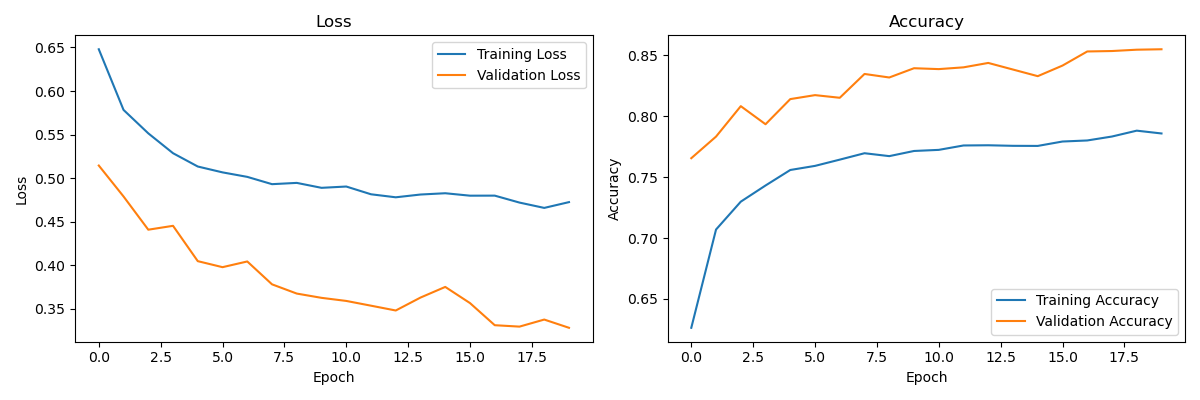 Loss
0.65
0.60
0.55
0.50
0.45
0.40
0.35
Loss
Training Loss
Validation Loss
0.0 2.5 5.0 7.5 10.0 12.5 15.0 17.5
Epoch
Accuracy
0.85
0.80
0.75
0.70
0.65
Accuracy
Training Accuracy
Validation Accuracy
0.0 2.5 5.0 7.5 10.0 12.5 15.0 17.5
Epoch